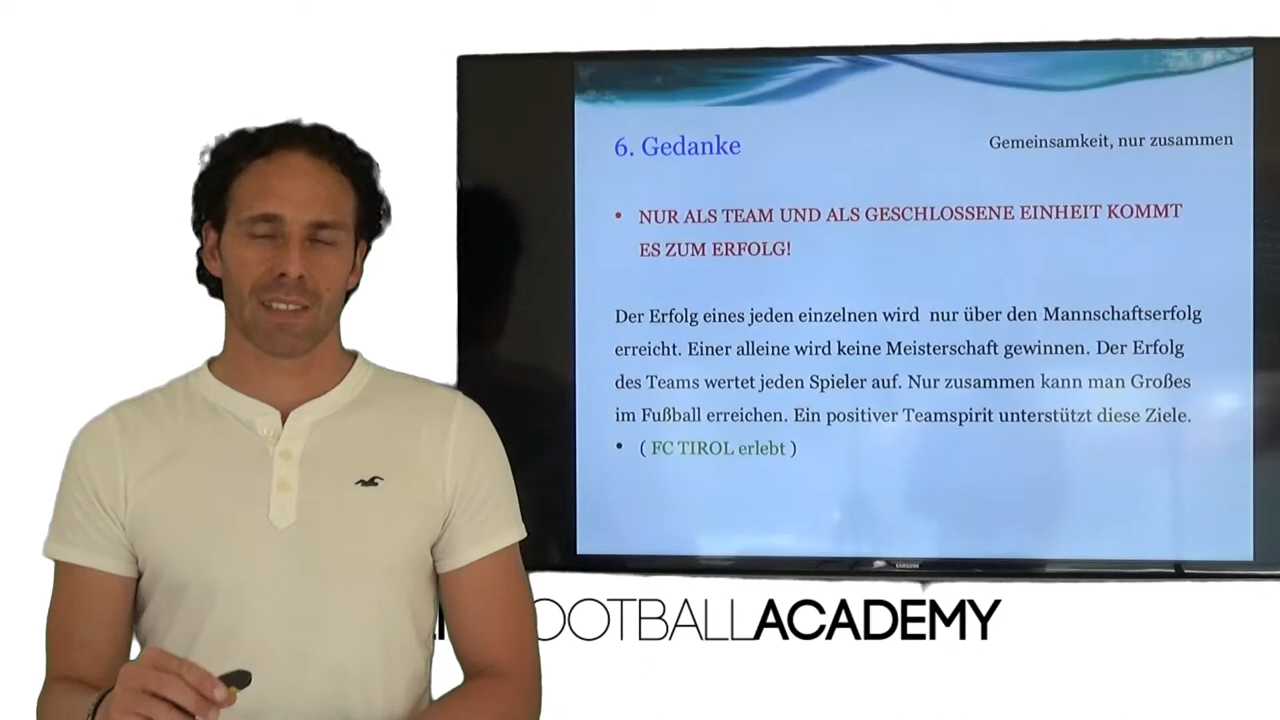 6. Gedanke
Gemeinsamkeit, nur zusammen
• NUR ALS TEAM UND ALS GESCHLOSSENE EINHEIT KOMMT
ES ZUM ERFOLG!
Der Erfolg eines jeden einzelnen wird nur über den Mannschaftserfolg
erreicht. Einer alleine wird keine Meisterschaft gewinnen. Der Erfolg
des Teams wertet jeden Spieler auf. Nur zusammen kann man Großes
im Fußball erreichen. Ein positiver Teamspirit unterstützt diese Ziele.
• ( FC TIROL erlebt )
SAMSUNG
OOTBALLACADEMY